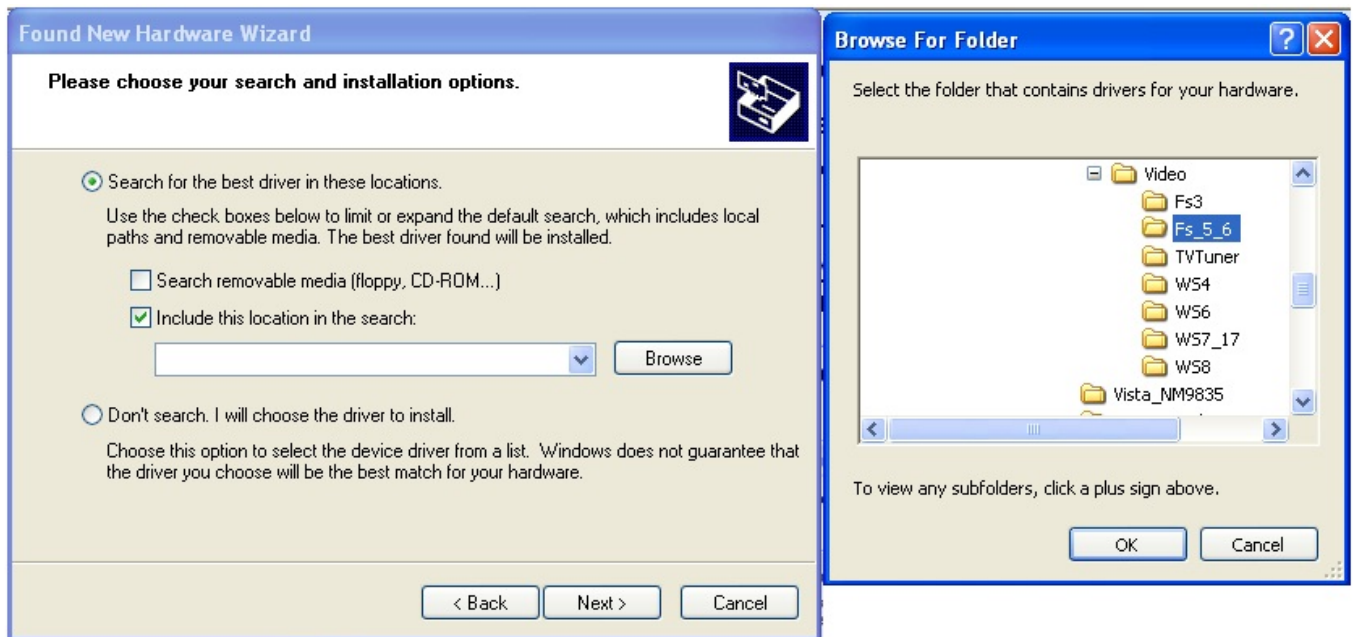 Found New Hardware Wizard
Please choose your search and installation options.
Search for the best driver in these locations.
Use the check boxes below to limit or expand the default search, which includes local
paths and removable media. The best driver found will be installed.
Search removable media (floppy, CD-ROM...)
Include this location in the search:
Browse
Don't search. I will choose the driver to install.
Choose this option to select the device driver from a list. Windows does not guarantee that
the driver you choose will be the best match for your hardware.
< Back
Next >
Cancel
Browse For Folder
Select the folder that contains drivers for your hardware.
Video
Fs3
Fs_5_6
TVTuner
WS4
WS6
WS7_17
WS8
Vista_NM9835
To view any subfolders, click a plus sign above.
OK
Cancel